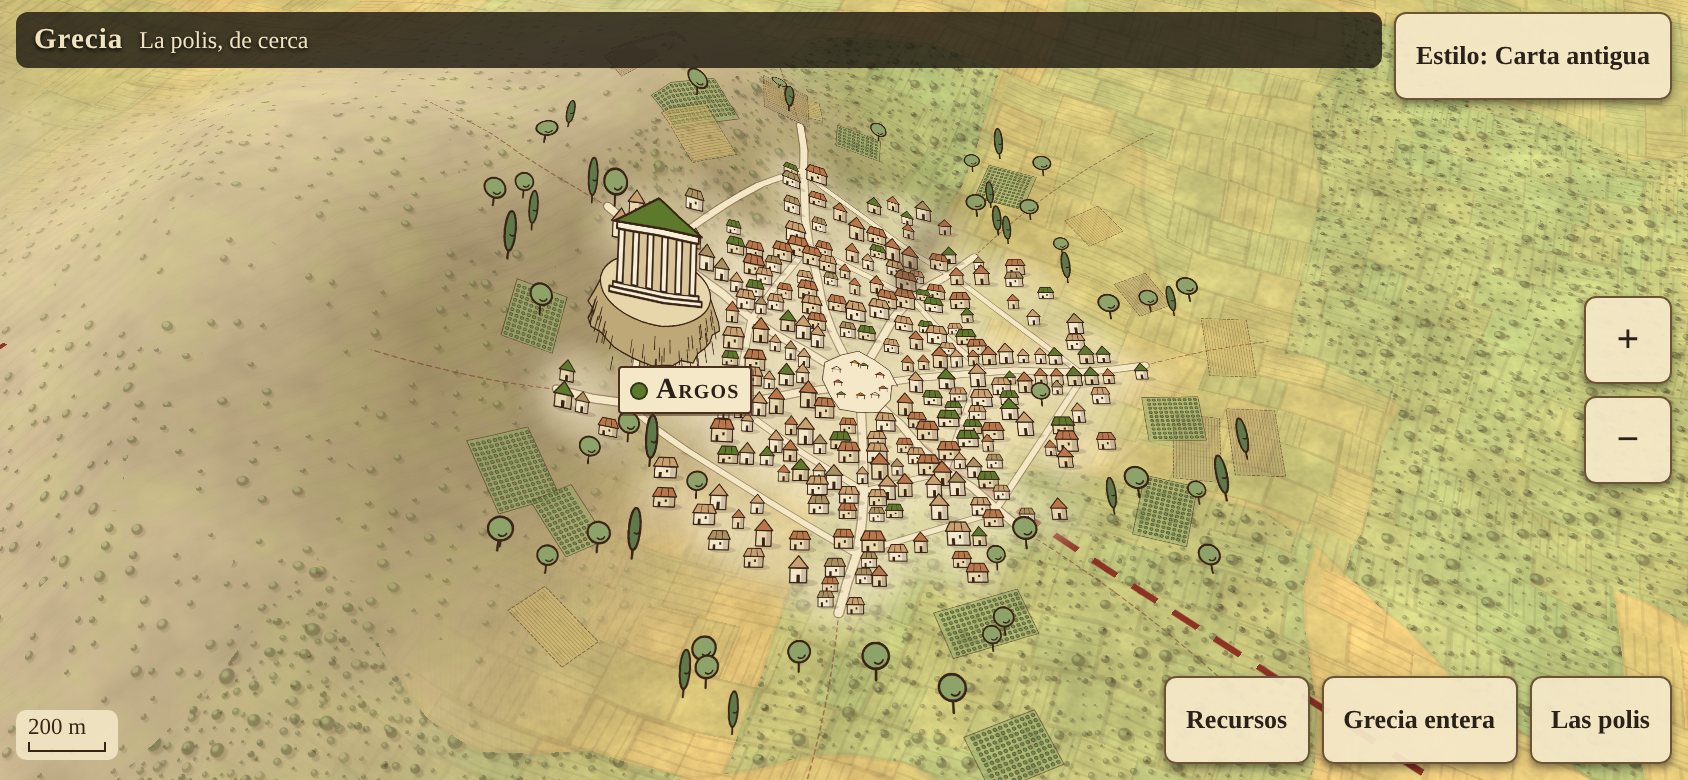 Grecia La polis, de cerca
Estilo: Carta antigua
+
−
Argos
200 m
Recursos
Grecia entera
Las polis